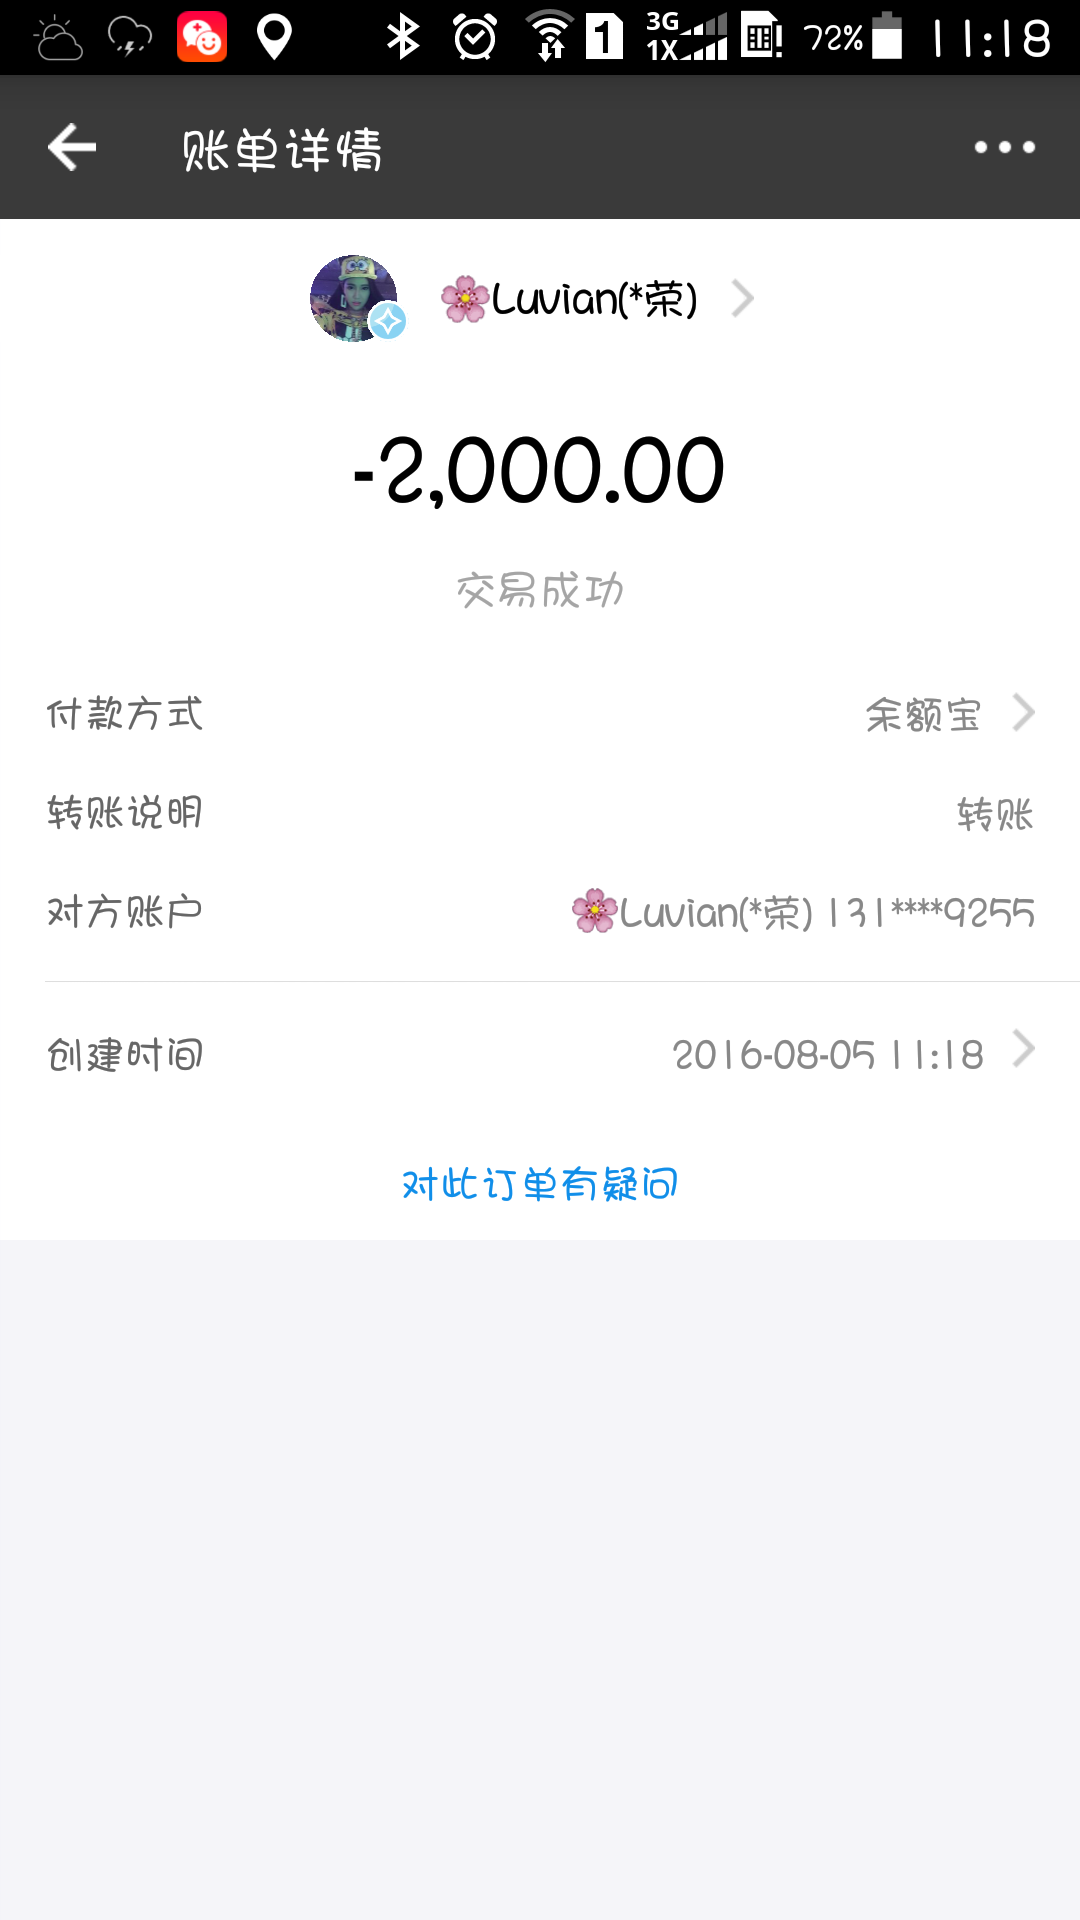 1 3G 1X 72% 11:18
账单详情
🌸Luvian(*荣)
-2,000.00
交易成功
付款方式 余额宝
转账说明 转账
对方账户 🌸Luvian(*荣) 131****9255
创建时间 2016-08-05 11:18
对此订单有疑问